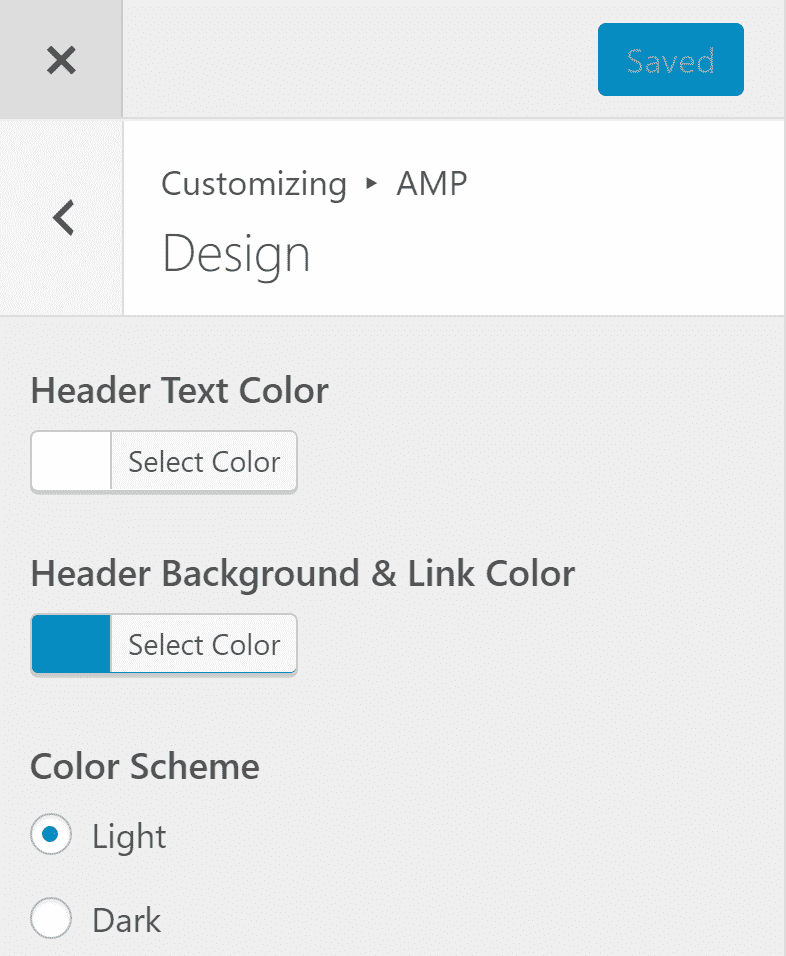 Saved
Customizing ▸ AMP
Design
Header Text Color
Select Color
Header Background & Link Color
Select Color
Color Scheme
Light
Dark